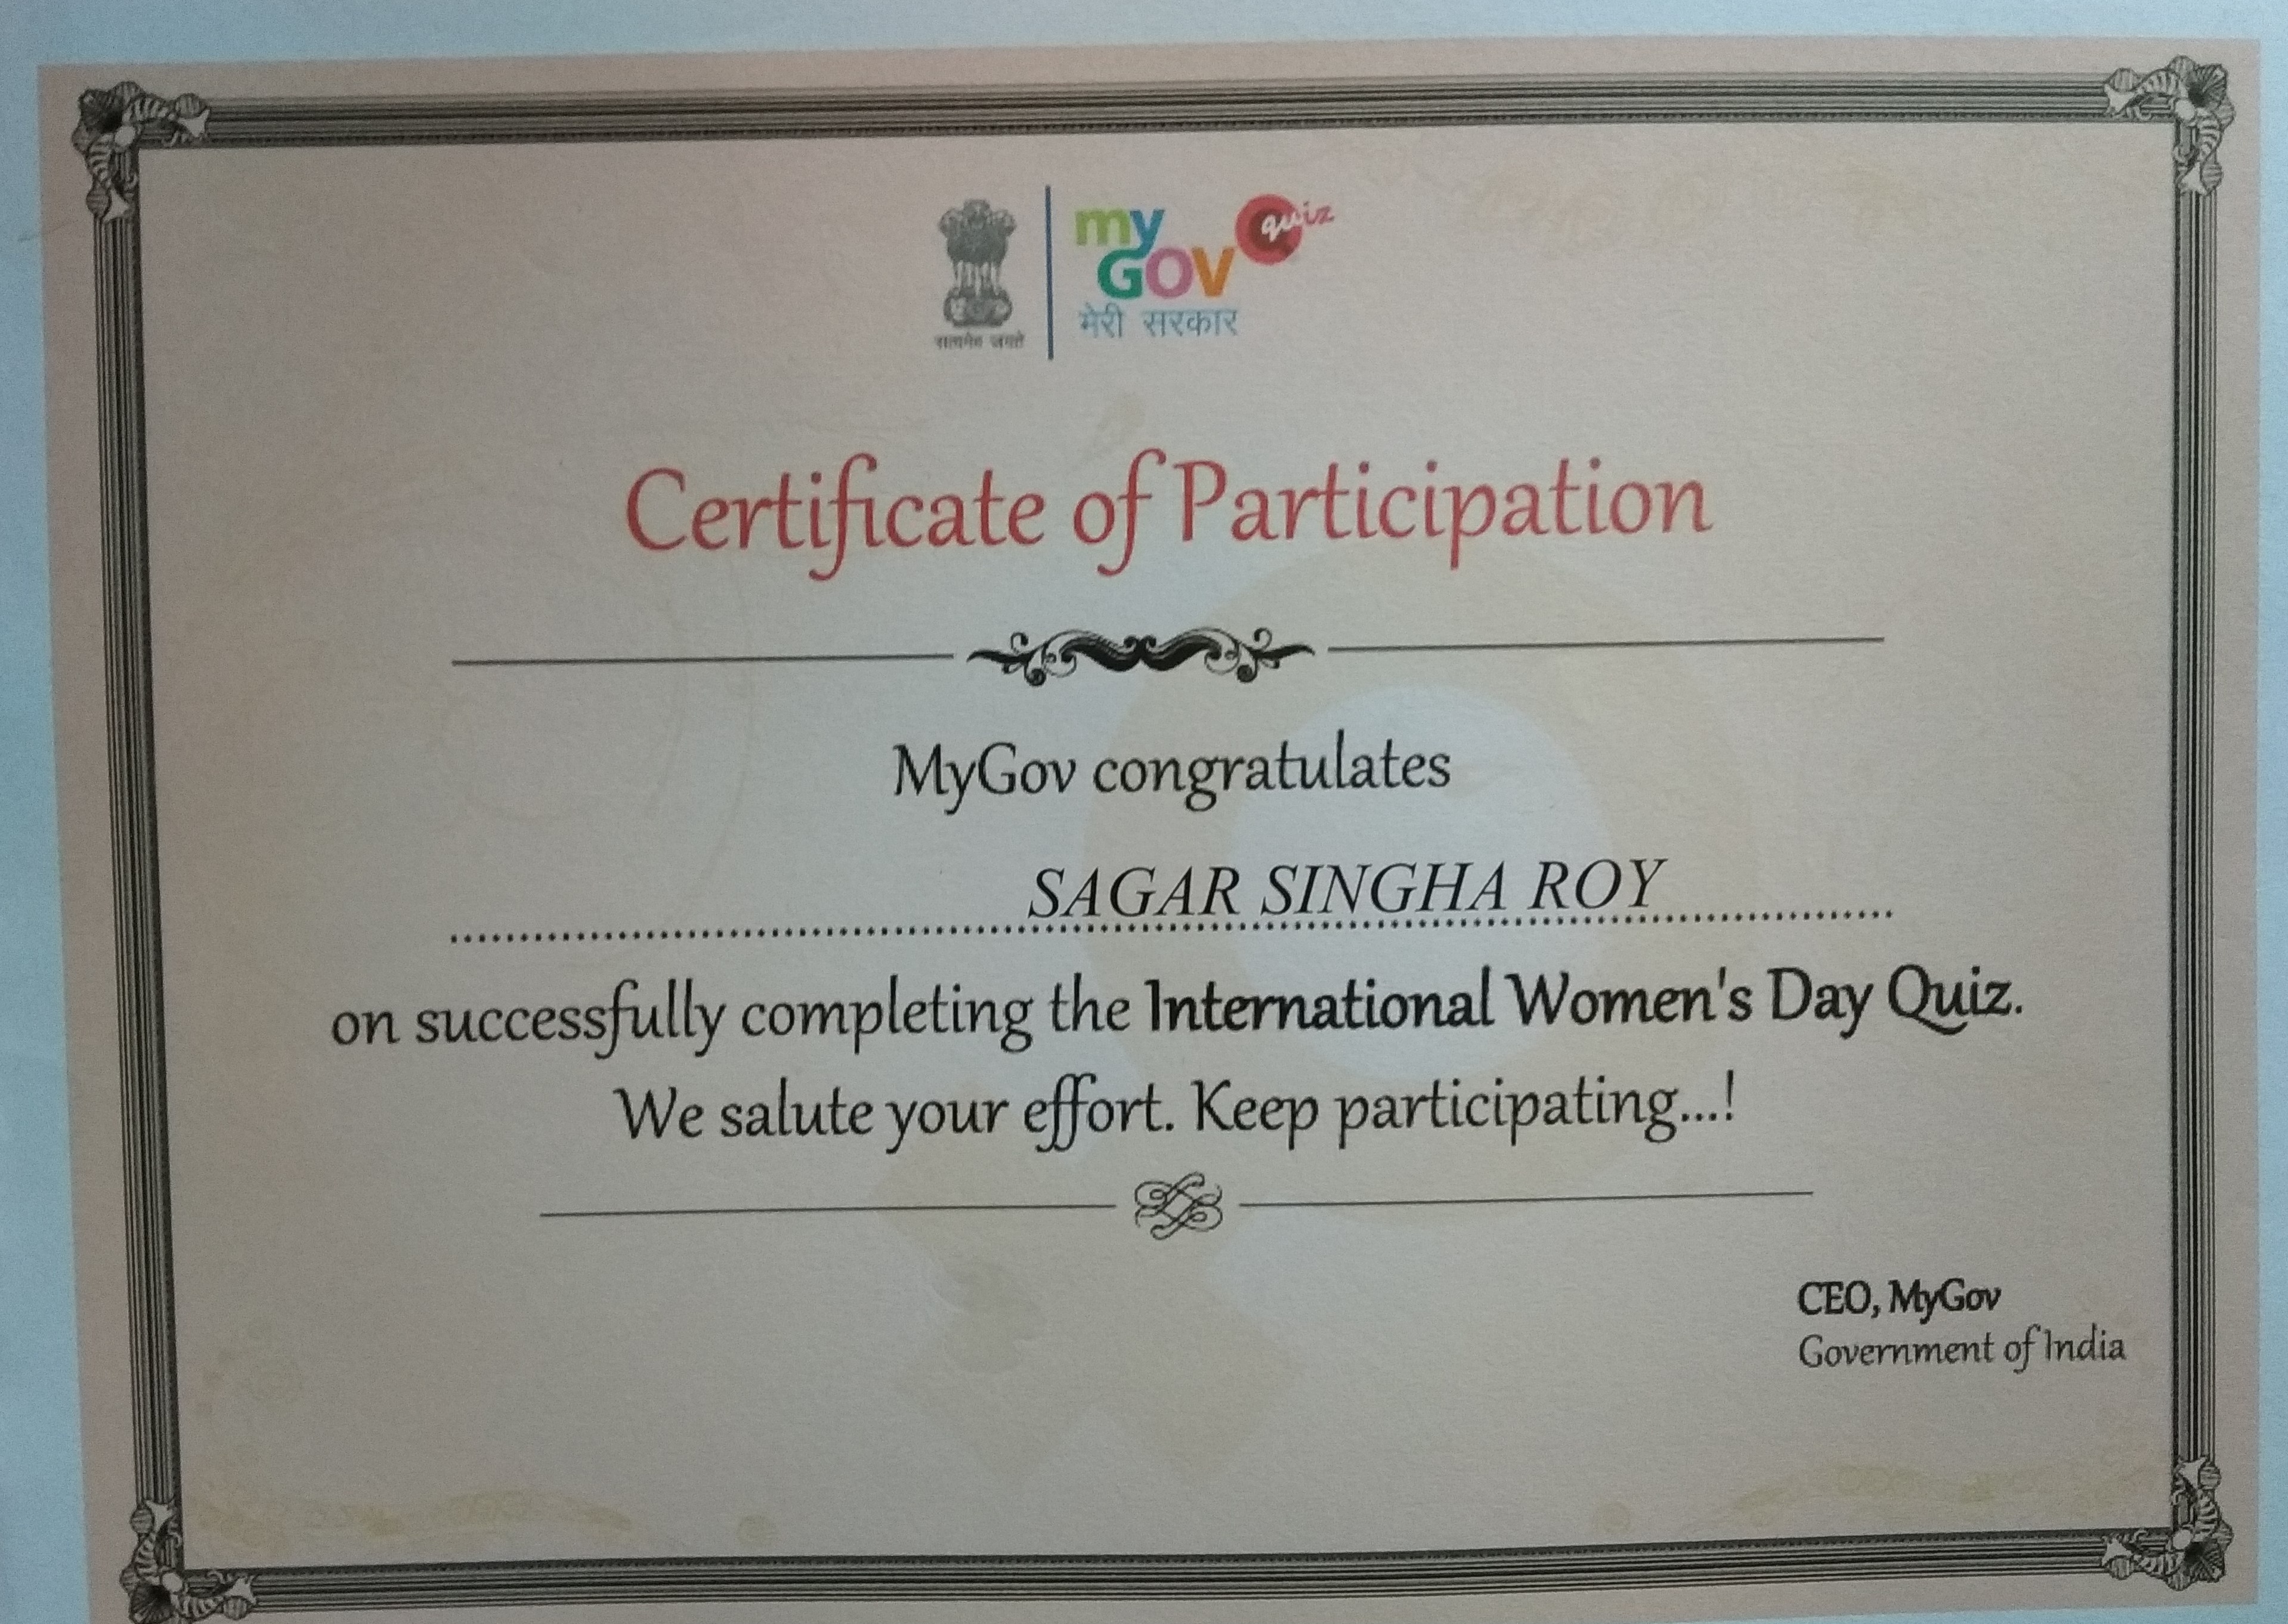 my quiz
GOV
मेरी सरकार
सत्यमेव जयते
Certificate of Participation
MyGov congratulates
SAGAR SINGHA ROY
on successfully completing the International Women's Day Quiz.
We salute your effort. Keep participating...!
CEO, MyGov
Government of India